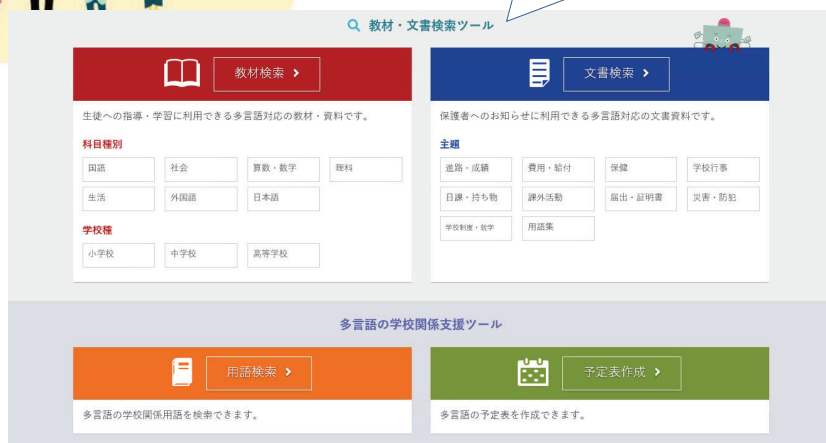 教材・文書検索ツール
教材検索 >
生徒への指導・学習に利用できる多言語対応の教材・資料です。
科目種別
国語
社会
算数・数学
理科
生活
外国語
日本語
学校種
小学校
中学校
高等学校
文書検索 >
保護者へのお知らせに利用できる多言語対応の文書資料です。
主題
進路・成績
費用・給付
保健
学校行事
日課・持ち物
課外活動
届出・証明書
災害・防犯
学校制度・就学
用語集
多言語の学校関係支援ツール
用語検索 >
多言語の学校関係用語を検索できます。
予定表作成 >
多言語の予定表を作成できます。